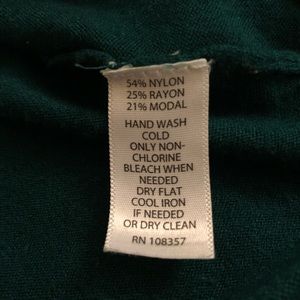 54% NYLON
25% RAYON
21% MODAL
HAND WASH
COLD
ONLY NON-
CHLORINE
BLEACH WHEN
NEEDED
DRY FLAT
COOL IRON
IF NEEDED
OR DRY CLEAN
RN 108357